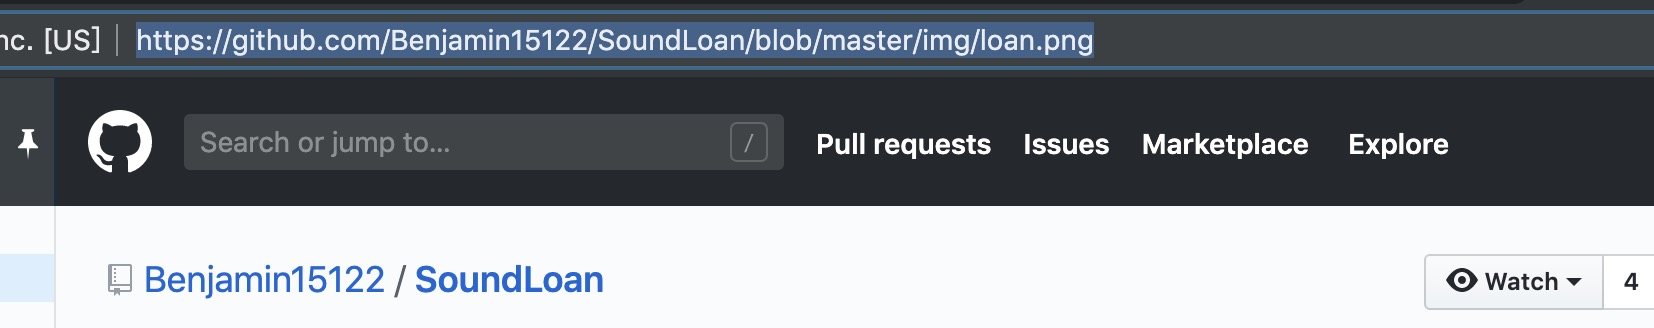 nc. [US] | https://github.com/Benjamin15122/SoundLoan/blob/master/img/loan.png
Search or jump to... /
Pull requests Issues Marketplace Explore
Benjamin15122 / SoundLoan
Watch 4